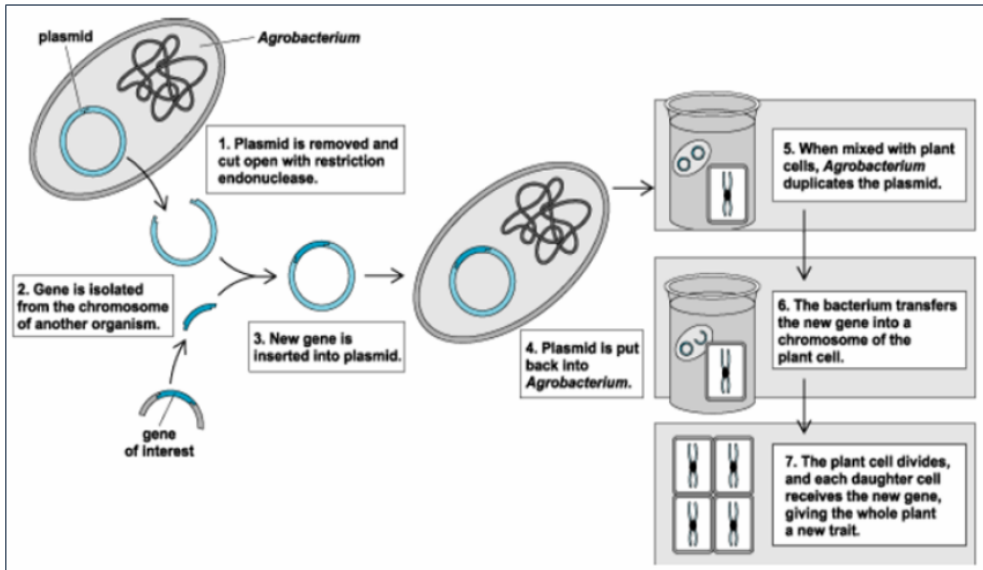 plasmid
Agrobacterium
1. Plasmid is removed and
cut open with restriction
endonuclease.
2. Gene is isolated
from the chromosome
of another organism.
gene
of interest
3. New gene is
inserted into plasmid.
4. Plasmid is put
back into
Agrobacterium.
5. When mixed with plant
cells, Agrobacterium
duplicates the plasmid.
6. The bacterium transfers
the new gene into a
chromosome of the
plant cell.
7. The plant cell divides,
and each daughter cell
receives the new gene,
giving the whole plant
a new trait.